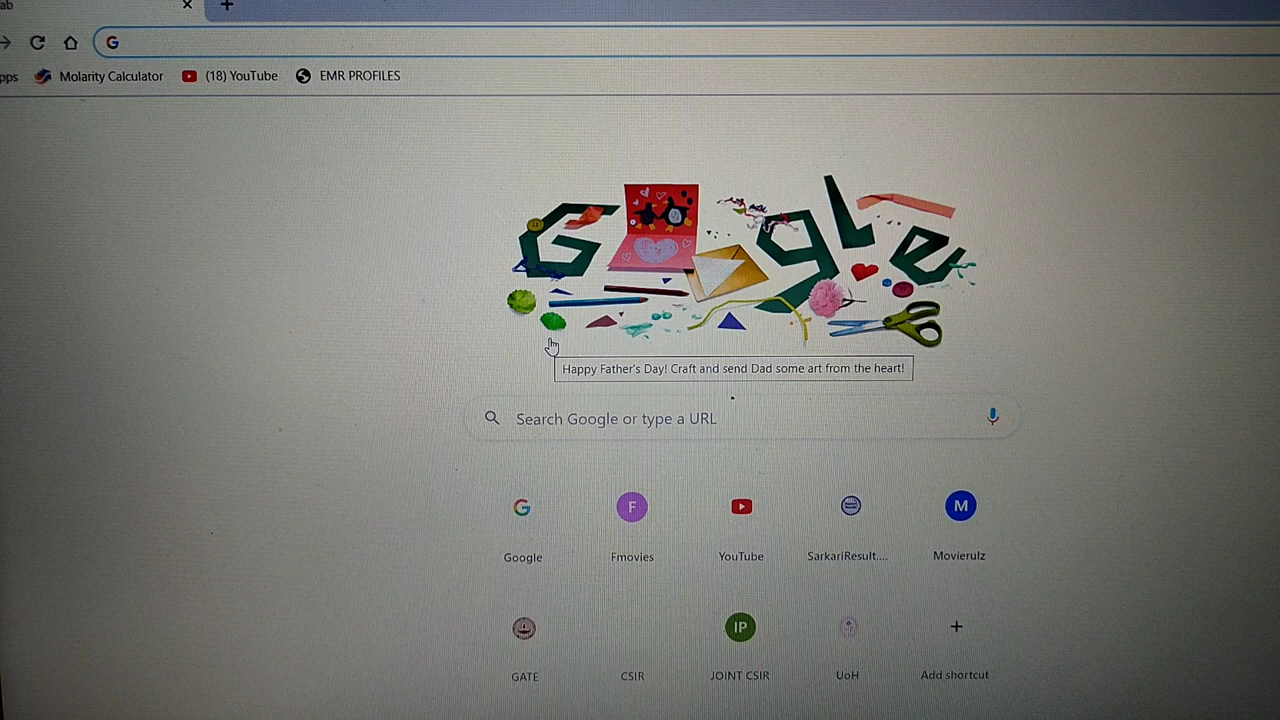 ab
Molarity Calculator (18) YouTube EMR PROFILES
Happy Father's Day! Craft and send Dad some art from the heart!
Search Google or type a URL
F M
Google Fmovies YouTube SarkariResult.... Movierulz
IP
GATE CSIR JOINT CSIR UoH Add shortcut